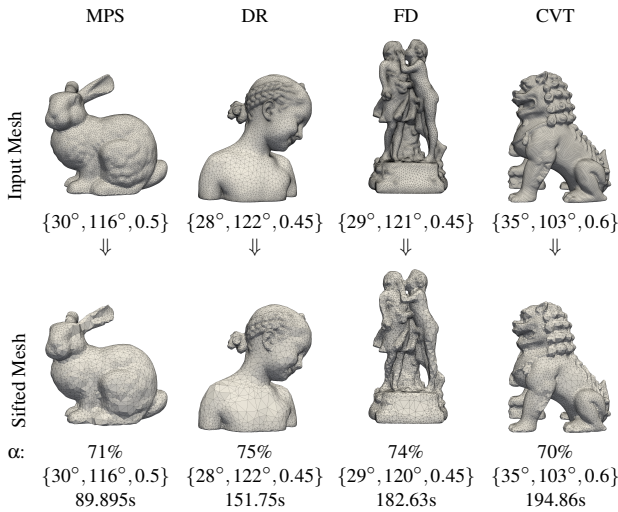 MPS DR FD CVT
Input Mesh
{30°, 116°, 0.5} {28°, 122°, 0.45} {29°, 121°, 0.45} {35°, 103°, 0.6}
⇓ ⇓ ⇓ ⇓
Sifted Mesh
α: 71% 75% 74% 70%
{30°, 116°, 0.5} {28°, 122°, 0.45} {29°, 120°, 0.45} {35°, 103°, 0.6}
89.895s 151.75s 182.63s 194.86s